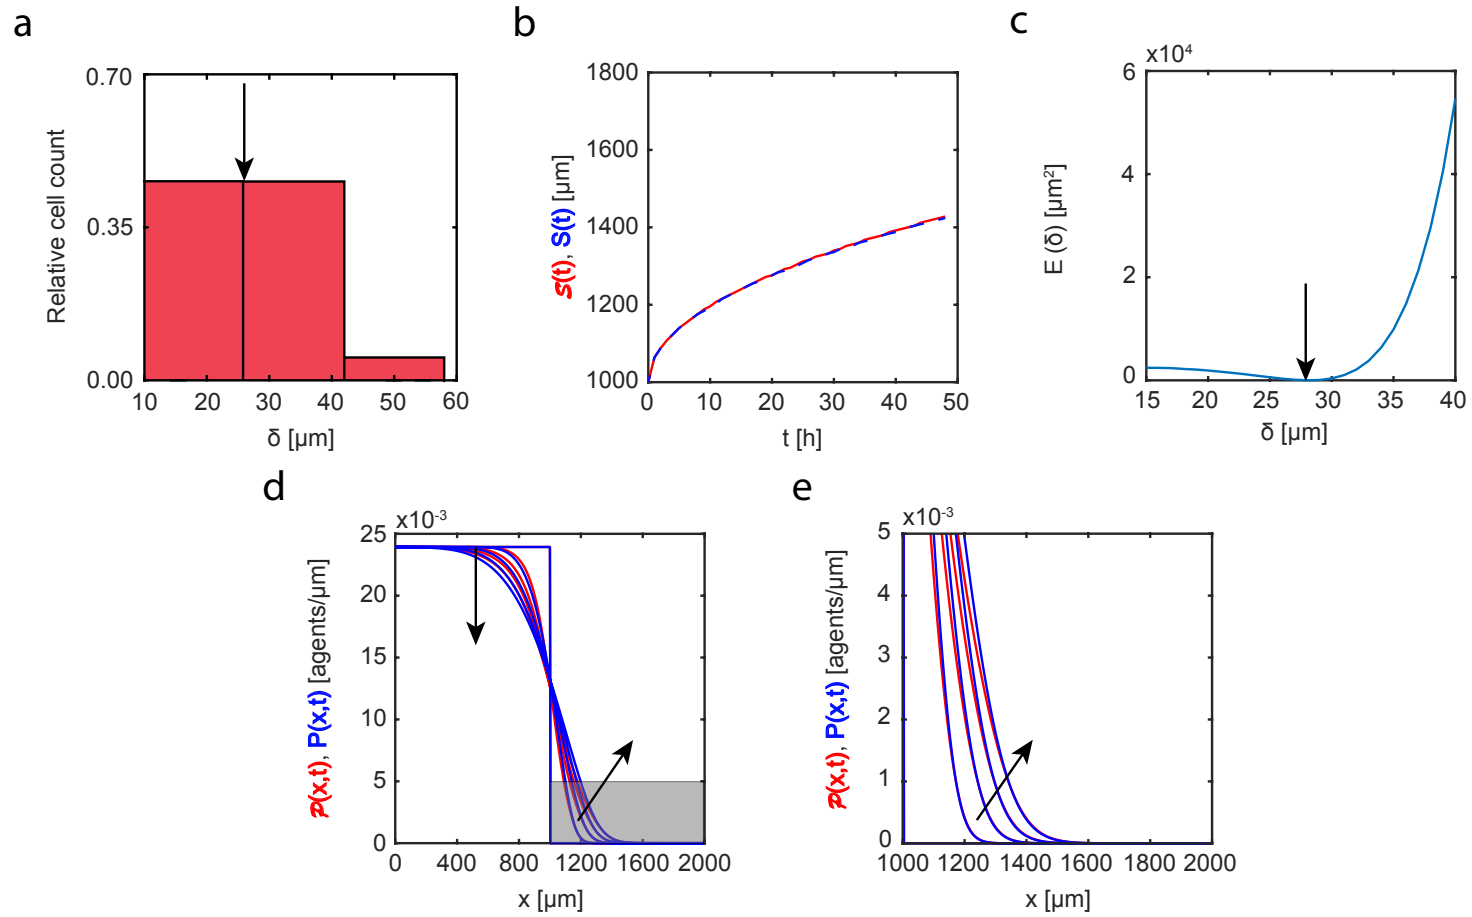 a
0.70
0.35
0.00
Relative cell count
10 20 30 40 50 60
δ [µm]
b
1800
1600
1400
1200
1000
S(t), S(t) [µm]
0 10 20 30 40 50
t [h]
c
x10⁴
6
4
2
0
E (δ) [µm²]
15 20 25 30 35 40
δ [µm]
d
x10⁻³
25
20
15
10
5
0
P(x,t), P(x,t) [agents/µm]
0 400 800 1200 1600 2000
x [µm]
e
x10⁻³
5
4
3
2
1
0
P(x,t), P(x,t) [agents/µm]
1000 1200 1400 1600 1800 2000
x [µm]